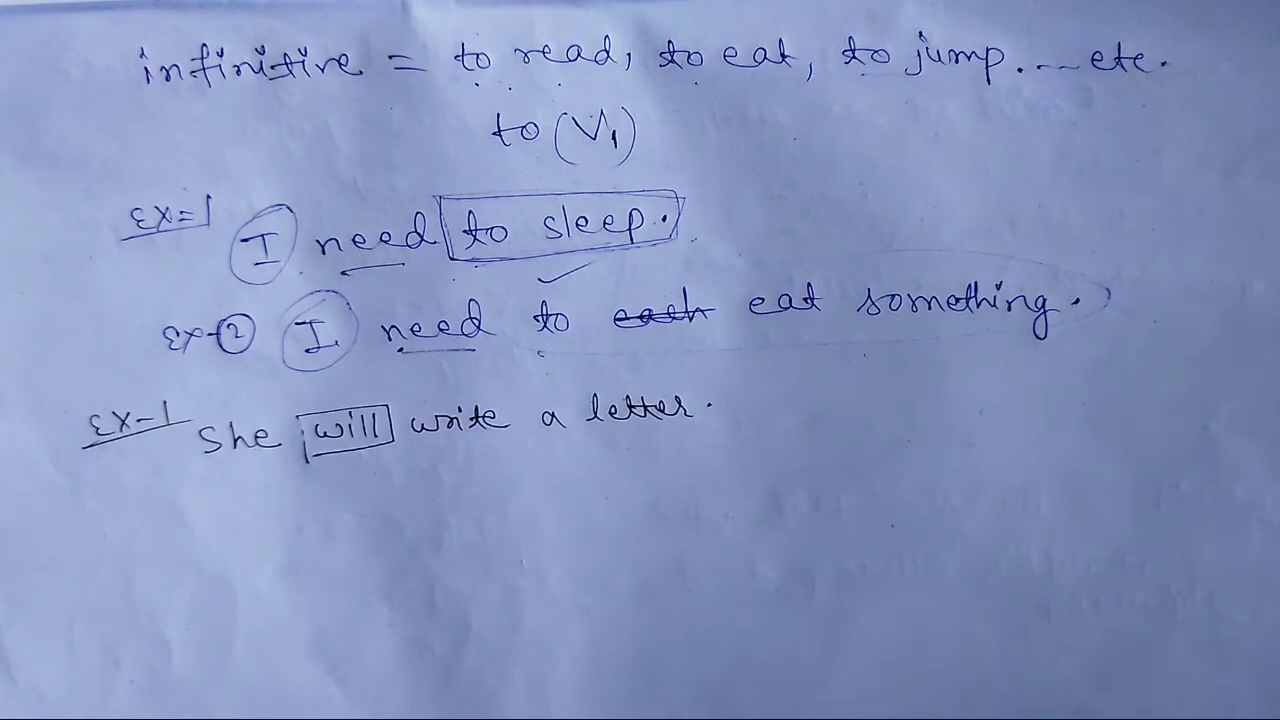 infinitive = to read, to eat, to jump....etc.
to (V1)
Ex=1 I need to sleep.
Ex-2 I need to each eat something.
Ex-1 She will write a letter.